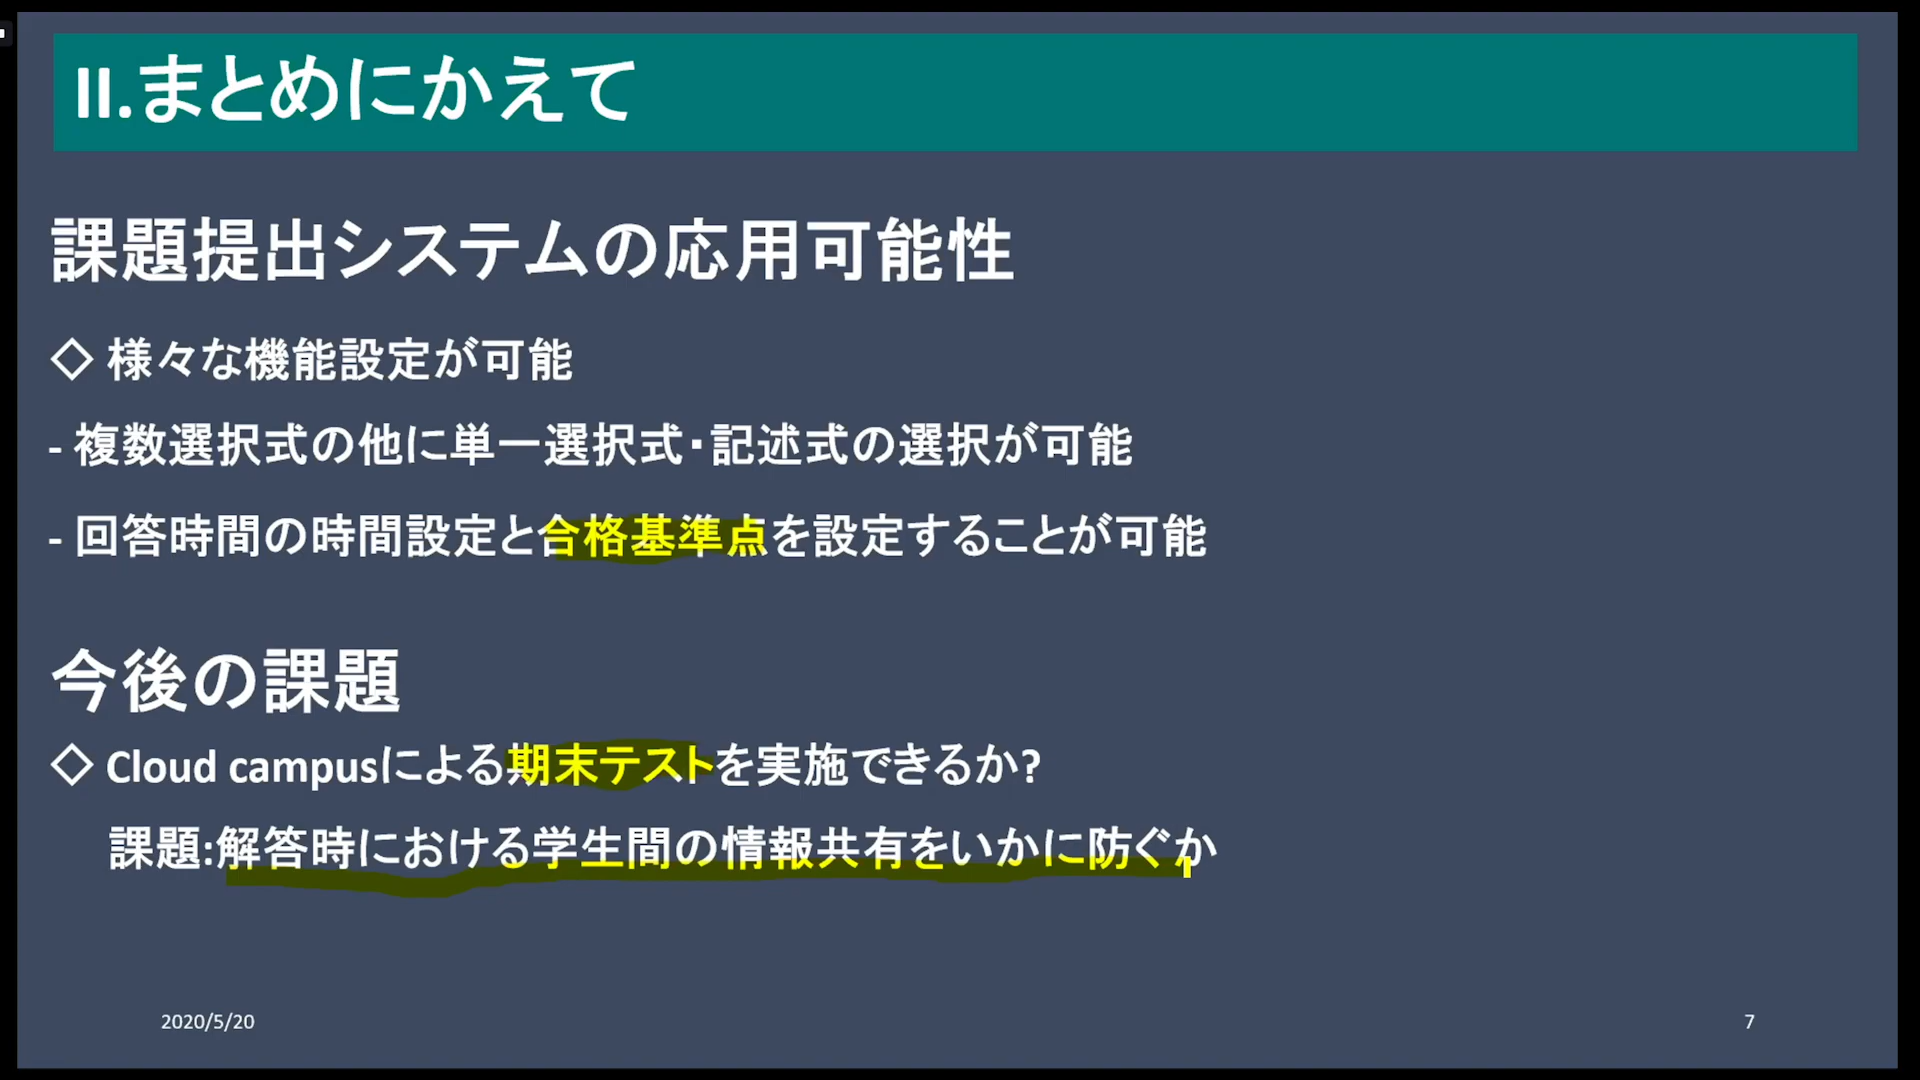 II.まとめにかえて
課題提出システムの応用可能性
◇ 様々な機能設定が可能
- 複数選択式の他に単一選択式・記述式の選択が可能
- 回答時間の時間設定と合格基準点を設定することが可能
今後の課題
◇ Cloud campusによる期末テストを実施できるか?
課題:解答時における学生間の情報共有をいかに防ぐか
2020/5/20
7